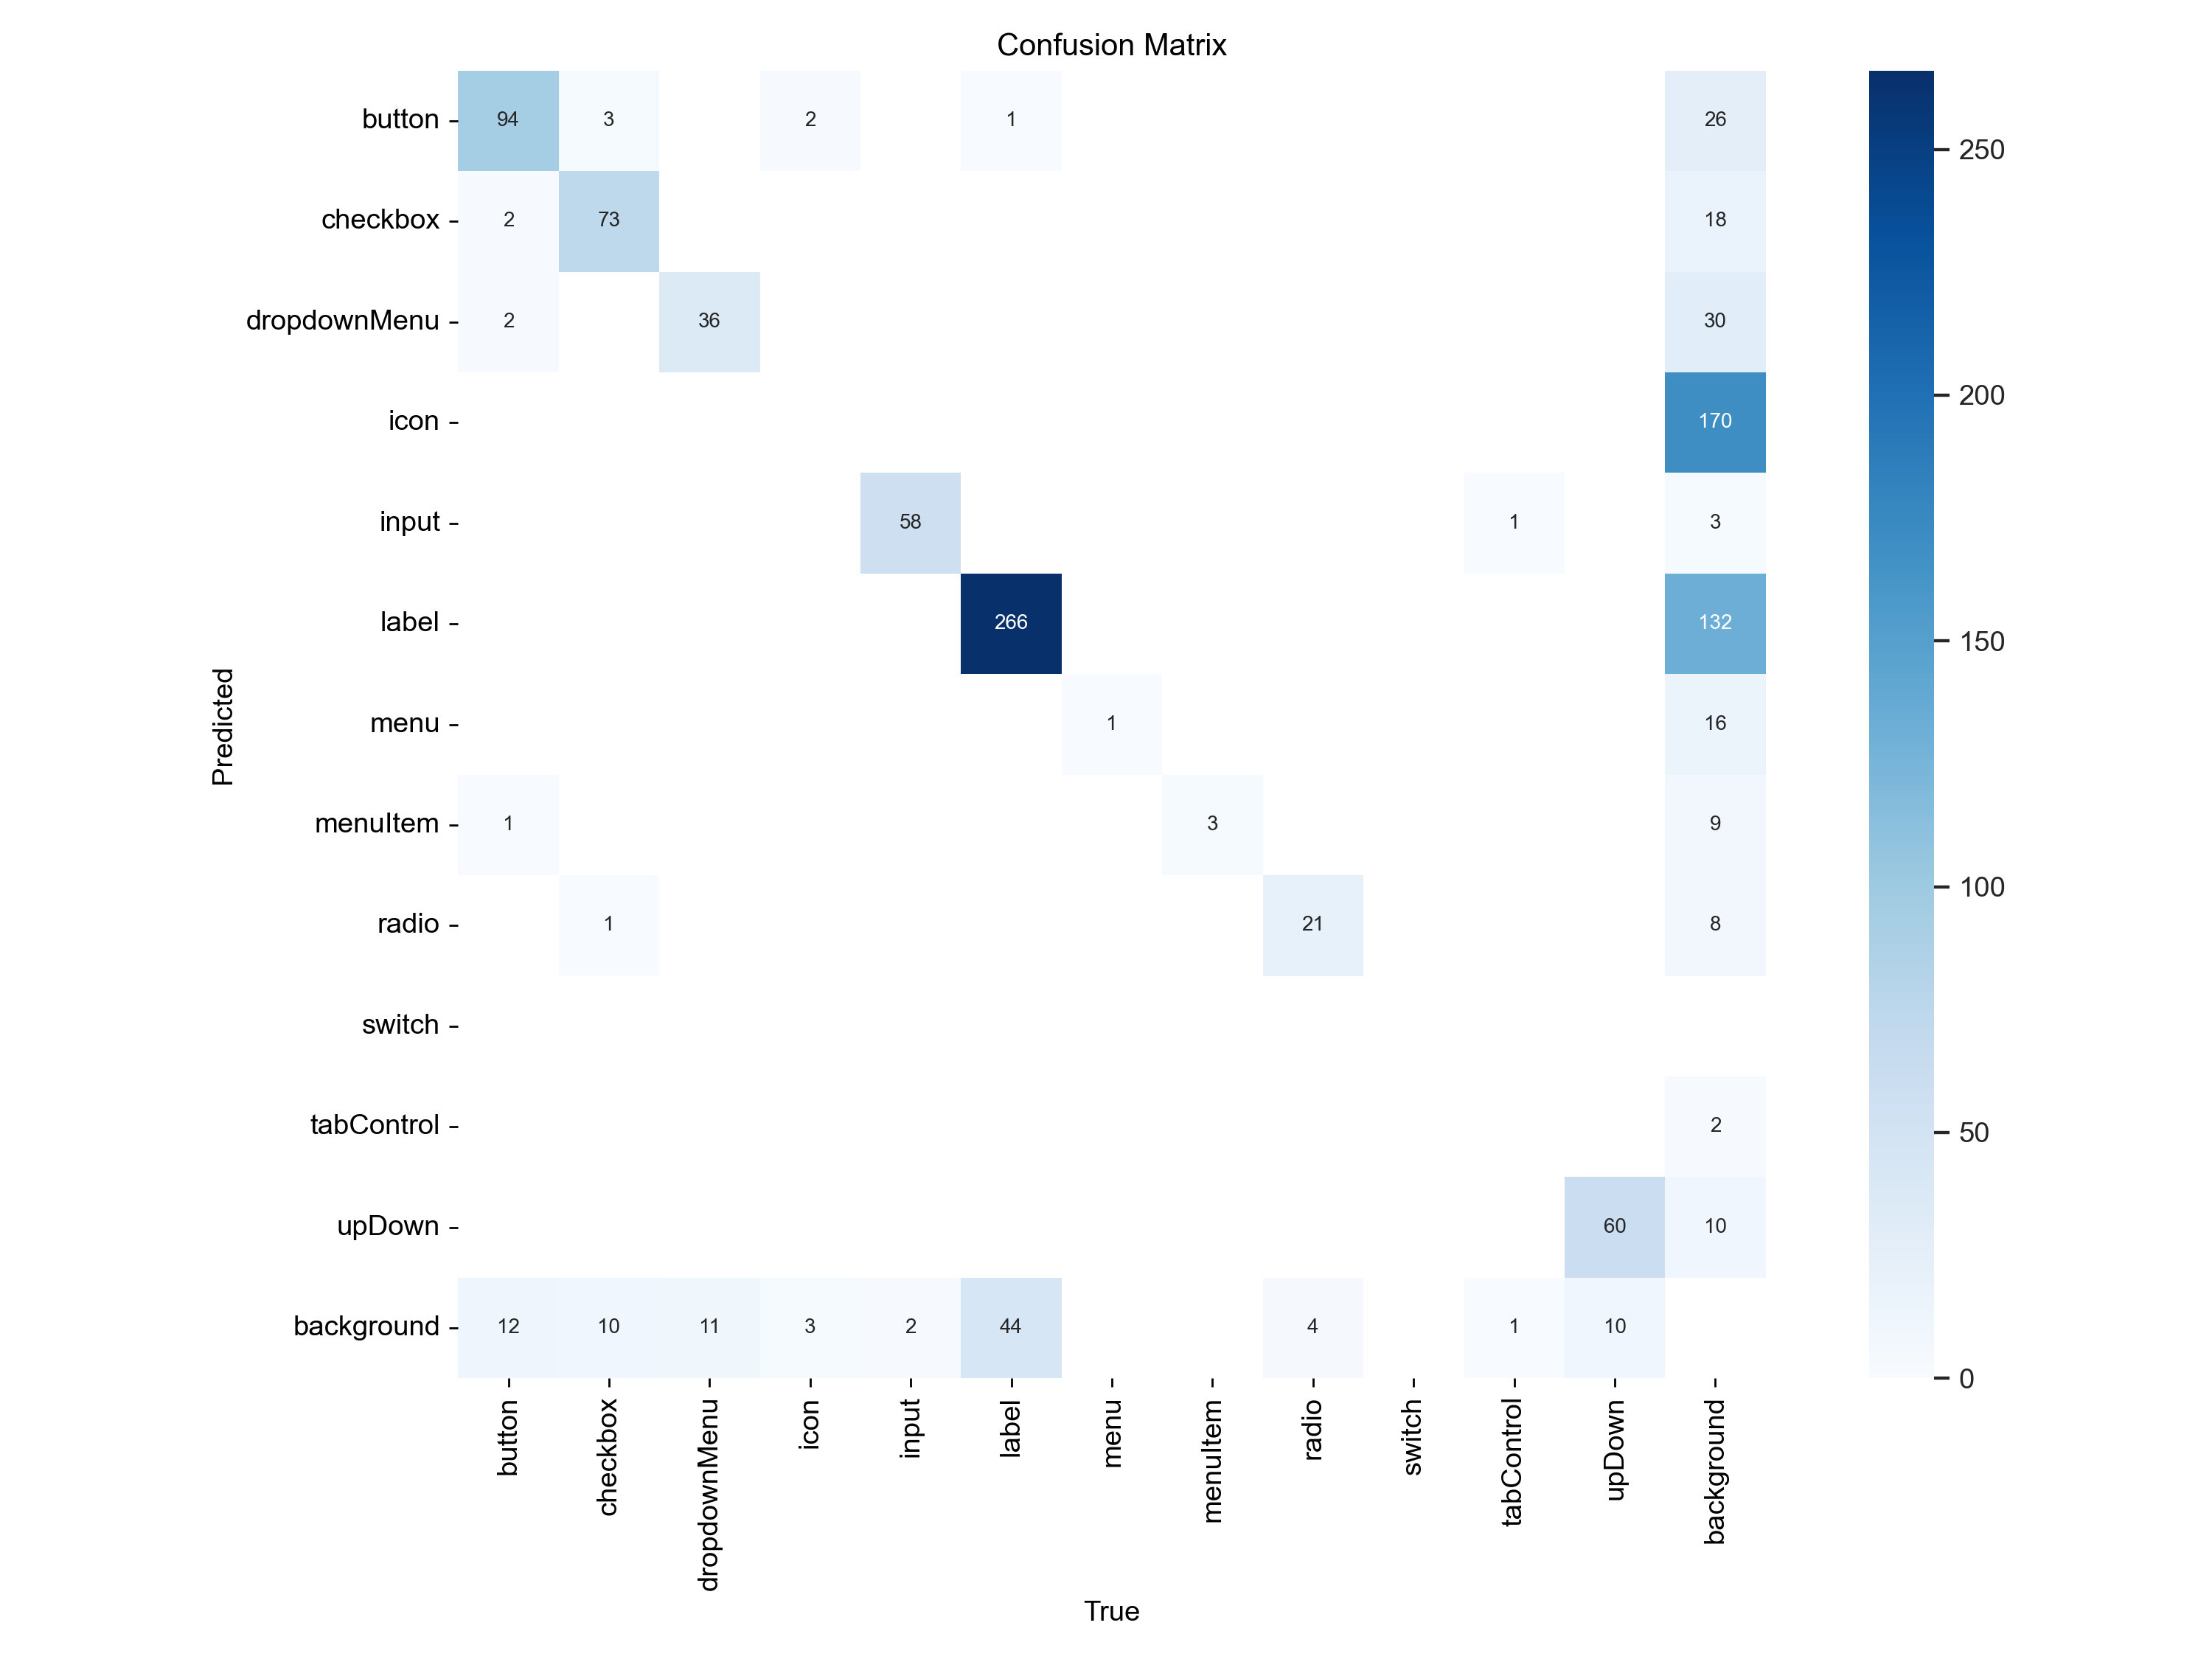 Confusion Matrix
button 94 3 2 1 26
checkbox 2 73 18
dropdownMenu 2 36 30
icon 170
input 58 1 3
label 266 132
menu 1 16
menuItem 1 3 9
radio 1 21 8
switch
tabControl 2
upDown 60 10
background 12 10 11 3 2 44 4 1 10
Predicted
button checkbox dropdownMenu icon input label menu menuItem radio switch tabControl upDown background
True
250
200
150
100
50
0